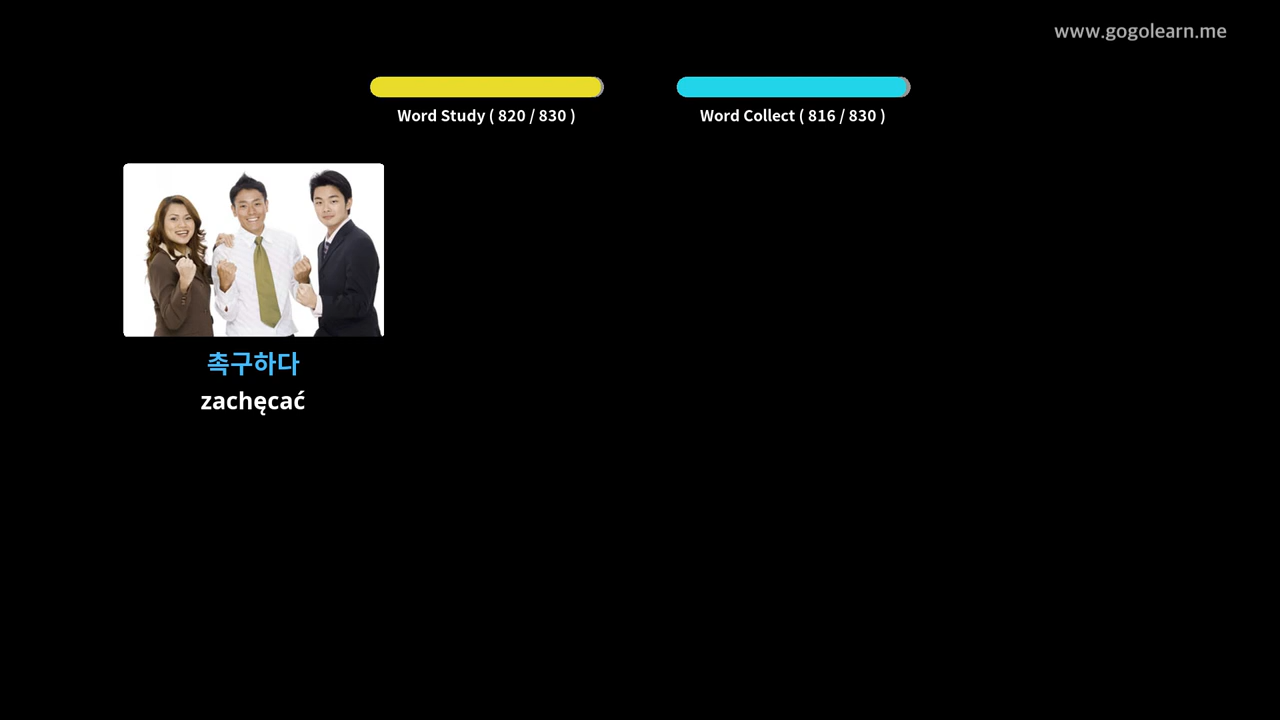 www.gogolearn.me
Word Study ( 820 / 830 )
Word Collect ( 816 / 830 )
촉구하다
zachęcać